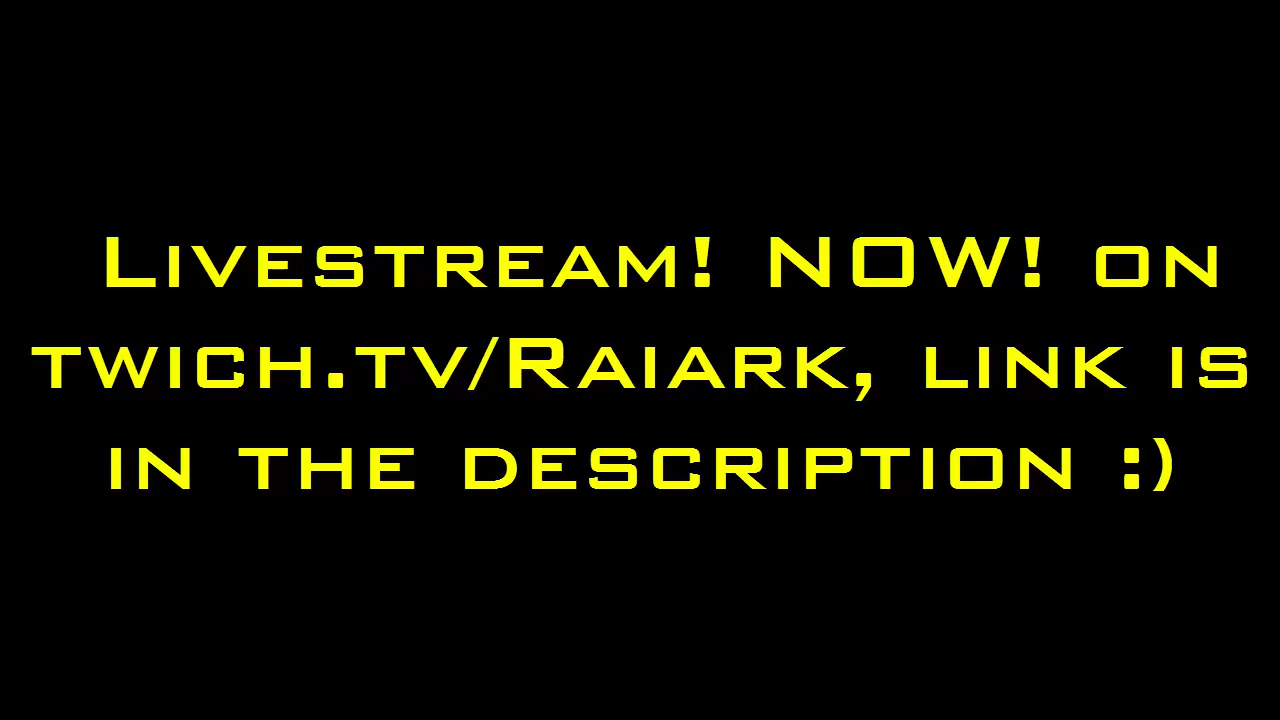 Livestream! NOW! on
twich.tv/Raiark, link is
in the description :)